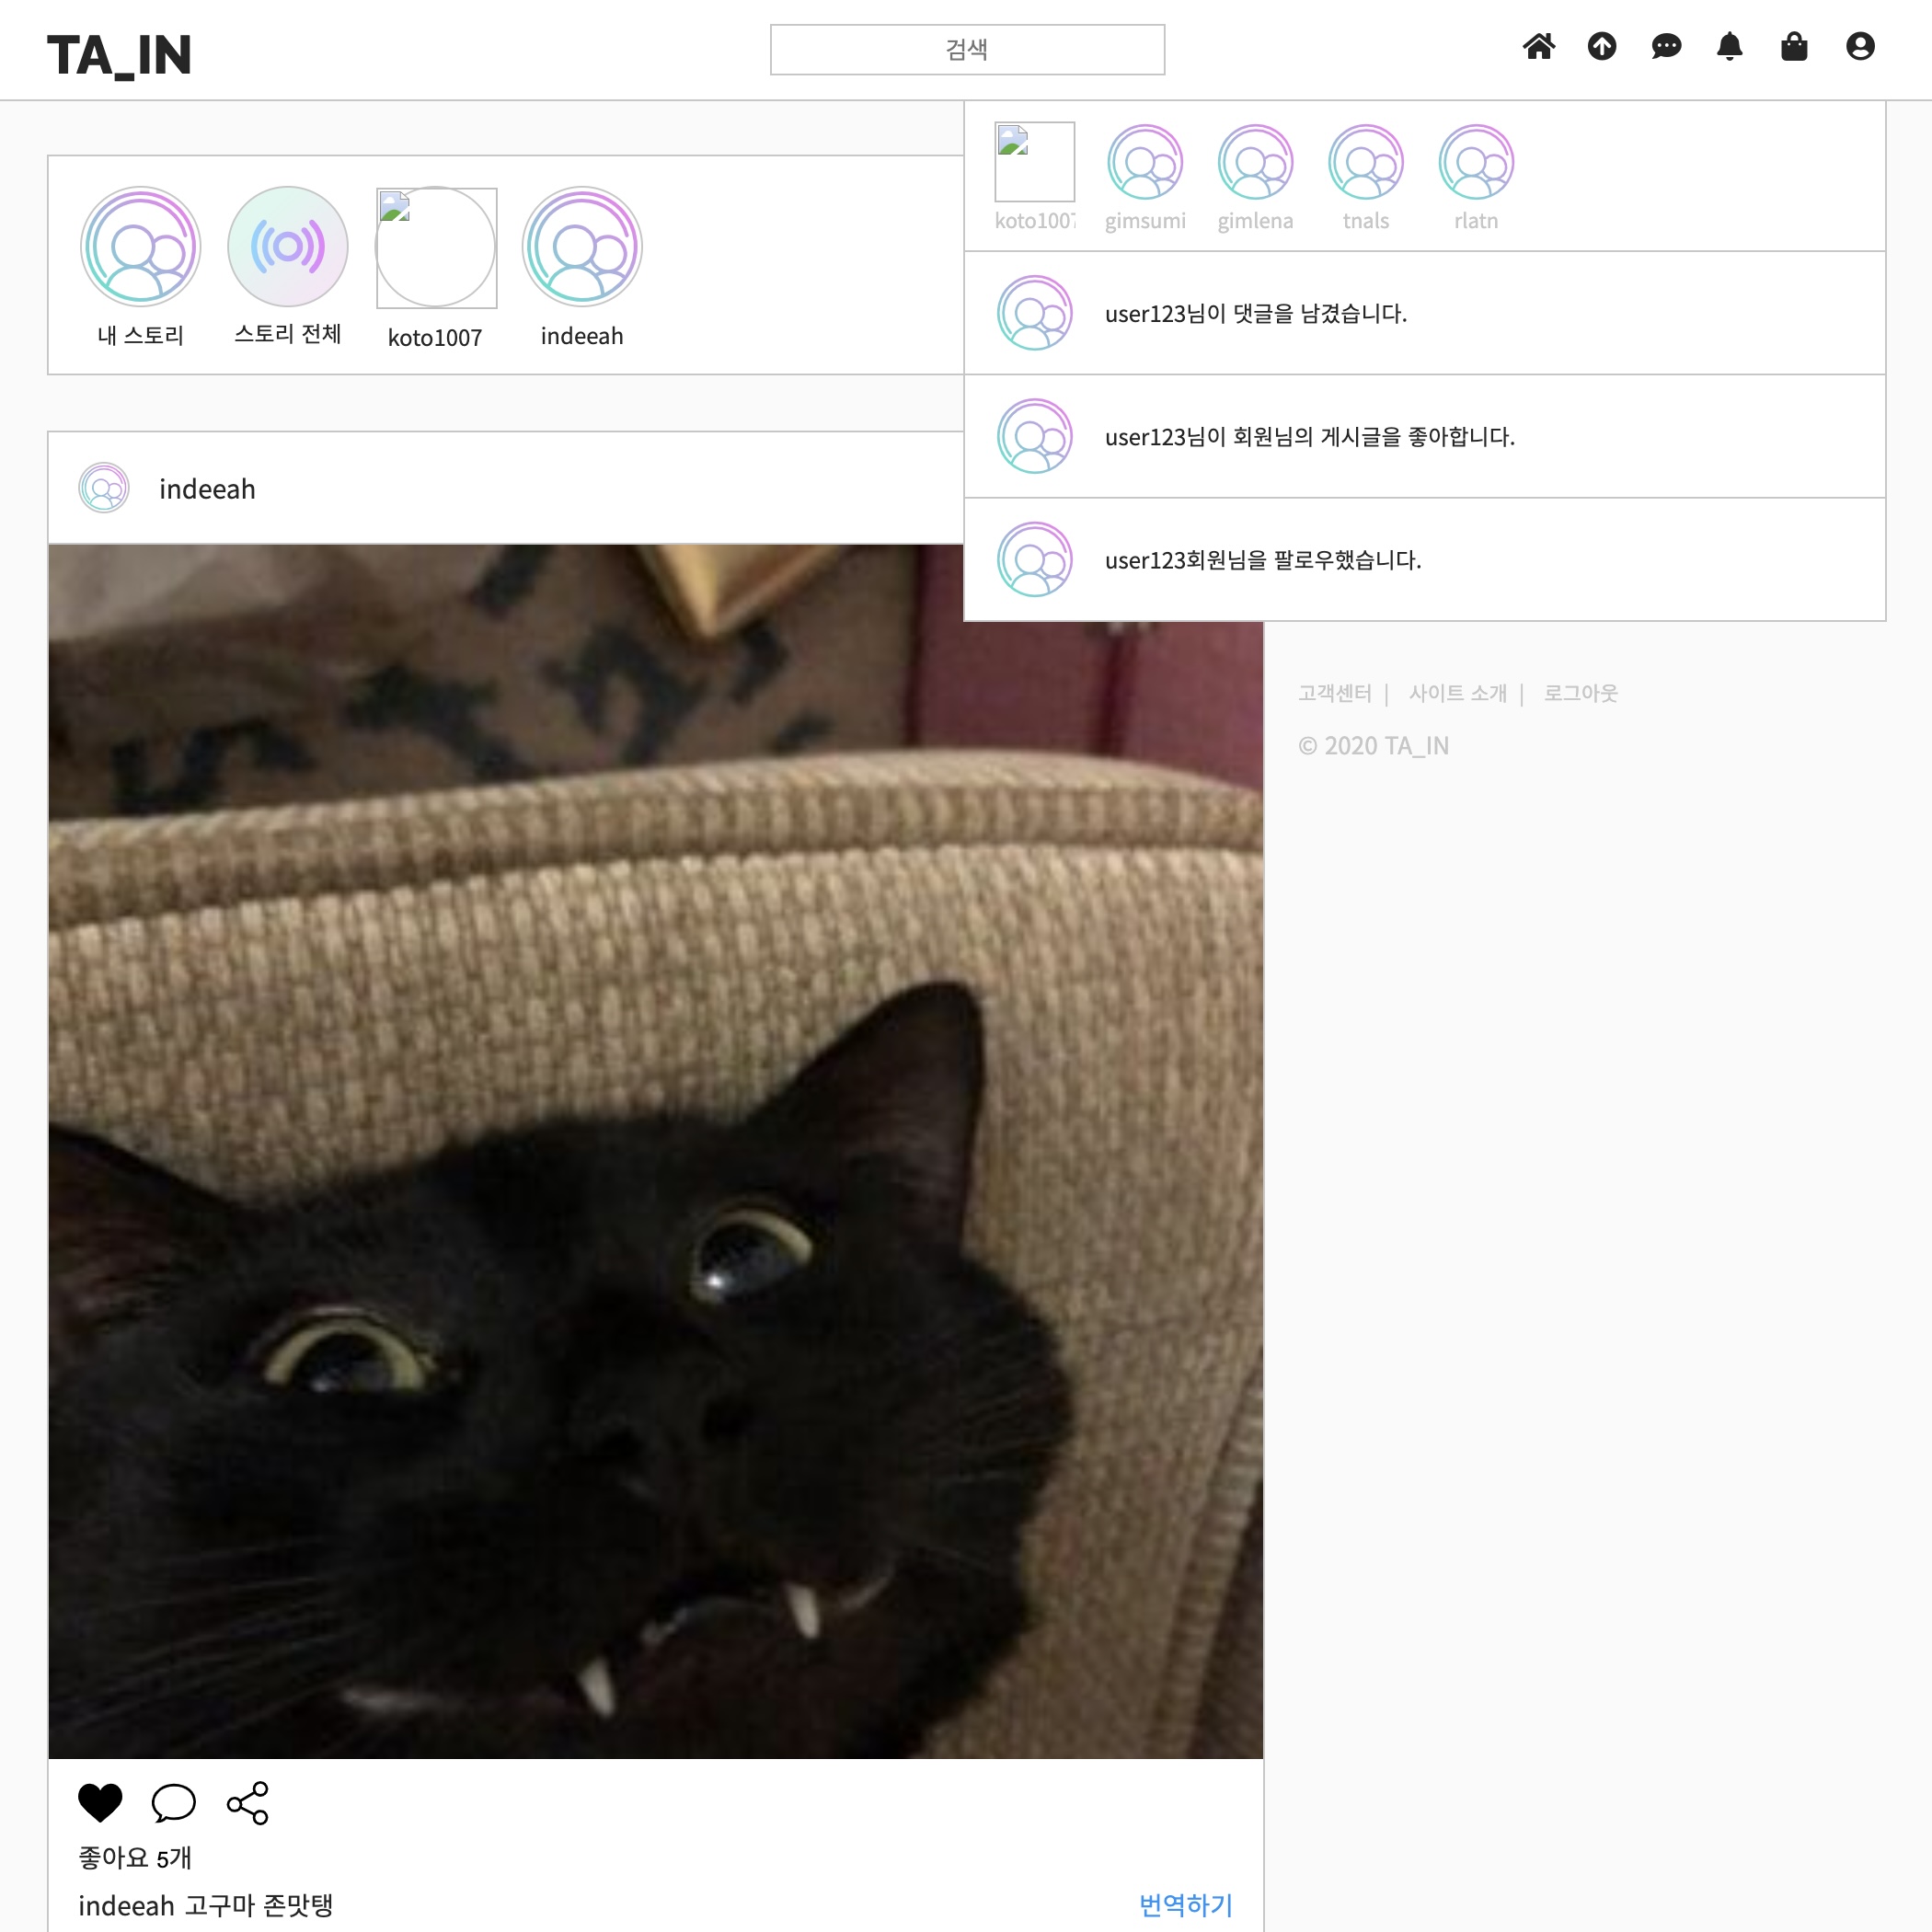 TA_IN
검색
koto1007
gimsumi
gimlena
tnals
rlatn
내 스토리
스토리 전체
koto1007
indeeah
user123님이 댓글을 남겼습니다.
user123님이 회원님의 게시글을 좋아합니다.
user123회원님을 팔로우했습니다.
indeeah
고객센터 | 사이트 소개 | 로그아웃
© 2020 TA_IN
좋아요 5개
indeeah 고구마 존맛탱
번역하기